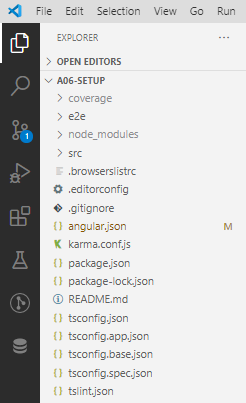 File Edit Selection View Go
EXPLORER
OPEN EDITORS
A06-SETUP
coverage
e2e
node_modules
src
.browserslistrc
.editorconfig
.gitignore
angular.json M
karma.conf.js
package.json
package-lock.json
README.md
tsconfig.json
tsconfig.app.json
tsconfig.base.json
tsconfig.spec.json
tslint.json
1